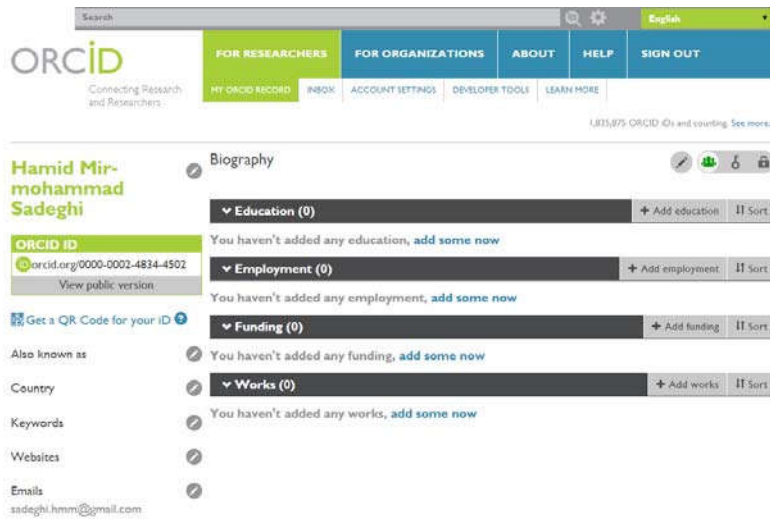 Search
English
ORCID
Connecting Research
and Researchers
FOR RESEARCHERS FOR ORGANIZATIONS ABOUT HELP SIGN OUT
MY ORCID RECORD INBOX ACCOUNT SETTINGS DEVELOPER TOOLS LEARN MORE
1,835,875 ORCID iDs and counting. See more.
Hamid Mir-
mohammad
Sadeghi
ORCID ID
iD orcid.org/0000-0002-4834-4502
View public version
Get a QR Code for your iD ?
Also known as
Country
Keywords
Websites
Emails
sadeghi.hmm@gmail.com
Biography
Education (0) + Add education Sort
You haven't added any education, add some now
Employment (0) + Add employment Sort
You haven't added any employment, add some now
Funding (0) + Add funding Sort
You haven't added any funding, add some now
Works (0) + Add works Sort
You haven't added any works, add some now